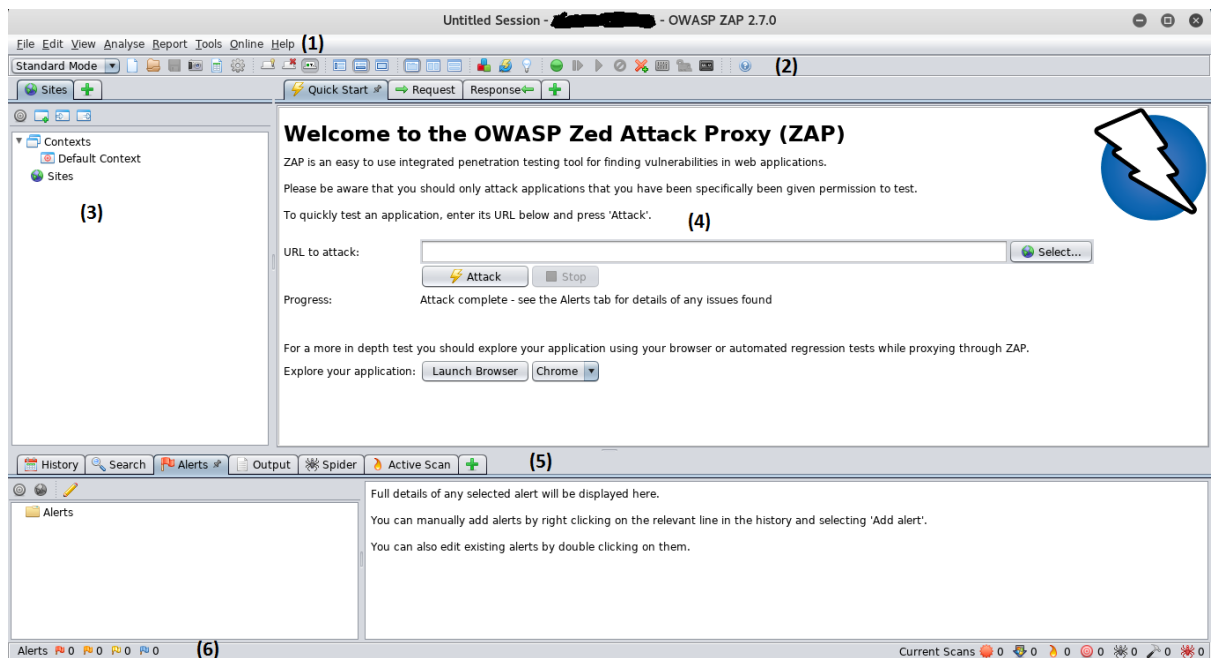 Untitled Session - - OWASP ZAP 2.7.0
File Edit View Analyse Report Tools Online Help (1)
Standard Mode (2)
Sites
Quick Start Request Response
Contexts
Default Context
Sites
(3)
Welcome to the OWASP Zed Attack Proxy (ZAP)
ZAP is an easy to use integrated penetration testing tool for finding vulnerabilities in web applications.
Please be aware that you should only attack applications that you have been specifically been given permission to test.
To quickly test an application, enter its URL below and press 'Attack'.
(4)
URL to attack: Select...
Attack Stop
Progress: Attack complete - see the Alerts tab for details of any issues found
For a more in depth test you should explore your application using your browser or automated regression tests while proxying through ZAP.
Explore your application: Launch Browser Chrome
History Search Alerts Output Spider Active Scan (5)
Alerts
Full details of any selected alert will be displayed here.
You can manually add alerts by right clicking on the relevant line in the history and selecting 'Add alert'.
You can also edit existing alerts by double clicking on them.
Alerts 0 0 0 0 (6) Current Scans 0 0 0 0 0 0 0